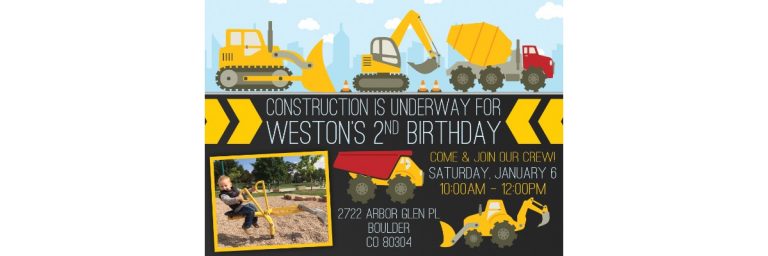 CONSTRUCTION IS UNDERWAY FOR
WESTON'S 2ND BIRTHDAY
COME & JOIN OUR CREW!
SATURDAY, JANUARY 6
10:00AM - 12:00PM
2722 ARBOR GLEN PL
BOULDER
CO 80304